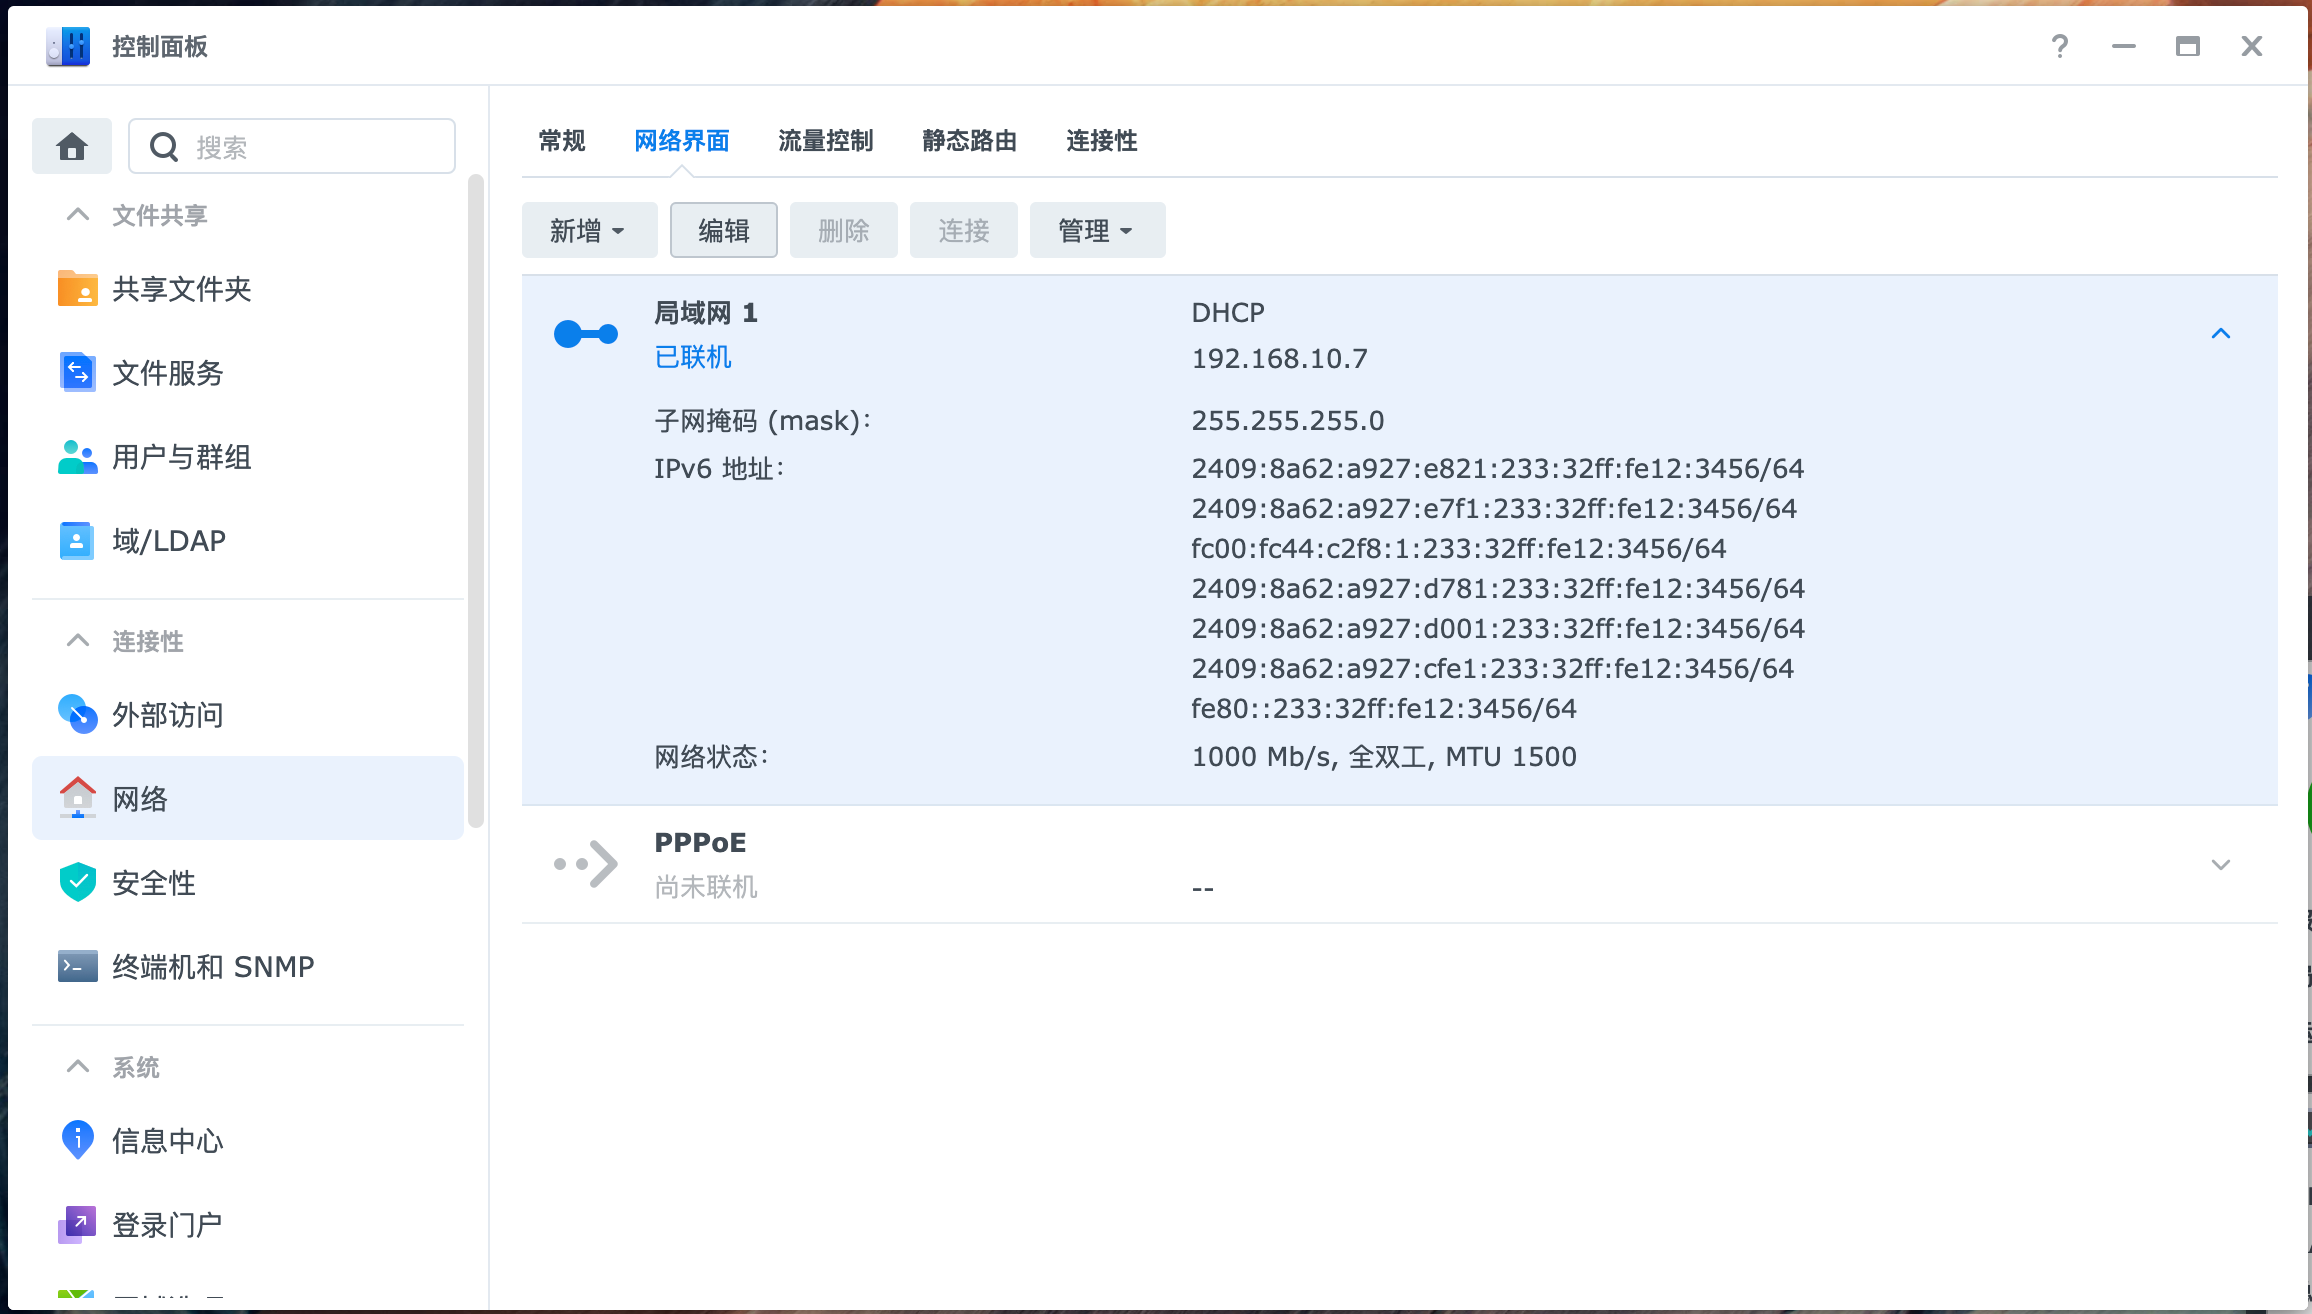 控制面板
搜索
文件共享
共享文件夹
文件服务
用户与群组
域/LDAP
连接性
外部访问
网络
安全性
终端机和 SNMP
系统
信息中心
登录门户
常规 网络界面 流量控制 静态路由 连接性
新增 编辑 删除 连接 管理
局域网 1 DHCP
已联机 192.168.10.7
子网掩码 (mask): 255.255.255.0
IPv6 地址: 2409:8a62:a927:e821:233:32ff:fe12:3456/64
2409:8a62:a927:e7f1:233:32ff:fe12:3456/64
fc00:fc44:c2f8:1:233:32ff:fe12:3456/64
2409:8a62:a927:d781:233:32ff:fe12:3456/64
2409:8a62:a927:d001:233:32ff:fe12:3456/64
2409:8a62:a927:cfe1:233:32ff:fe12:3456/64
fe80::233:32ff:fe12:3456/64
网络状态: 1000 Mb/s, 全双工, MTU 1500
PPPoE
尚未联机 --